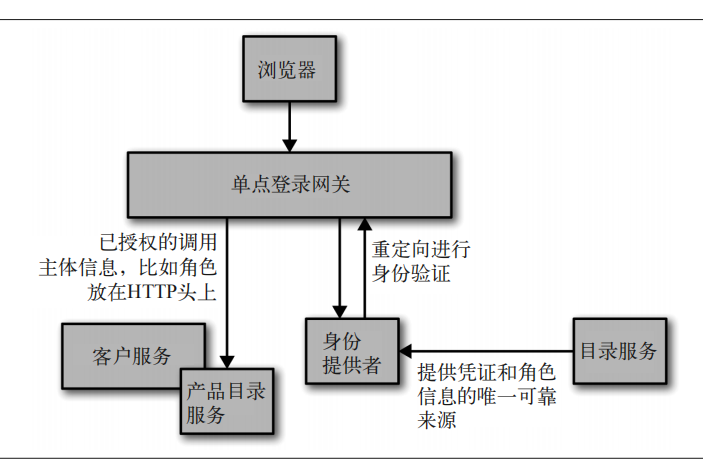 浏览器
单点登录网关
已授权的调用
主体信息，比如角色
放在HTTP头上
重定向进行
身份验证
客户服务
产品目录
服务
身份
提供者
目录服务
提供凭证和角色
信息的唯一可靠
来源